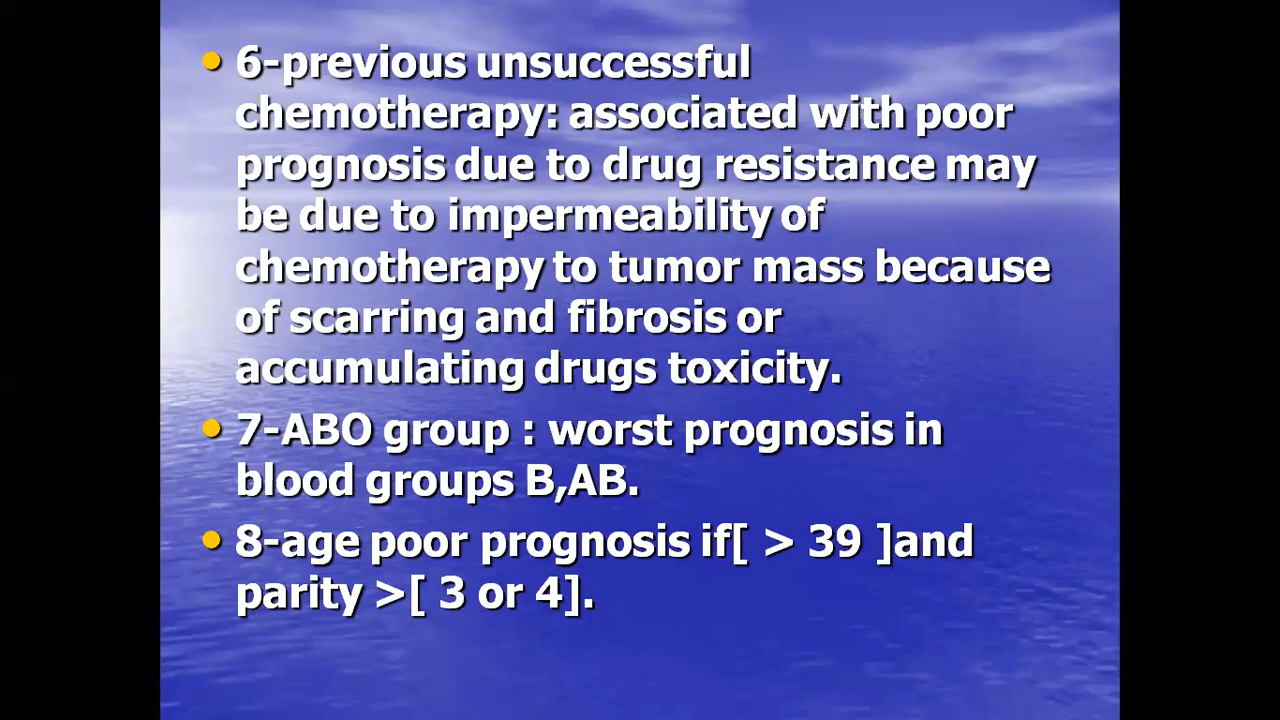 • 6-previous unsuccessful
chemotherapy: associated with poor
prognosis due to drug resistance may
be due to impermeability of
chemotherapy to tumor mass because
of scarring and fibrosis or
accumulating drugs toxicity.
• 7-ABO group : worst prognosis in
blood groups B,AB.
• 8-age poor prognosis if[ > 39 ]and
parity >[ 3 or 4].